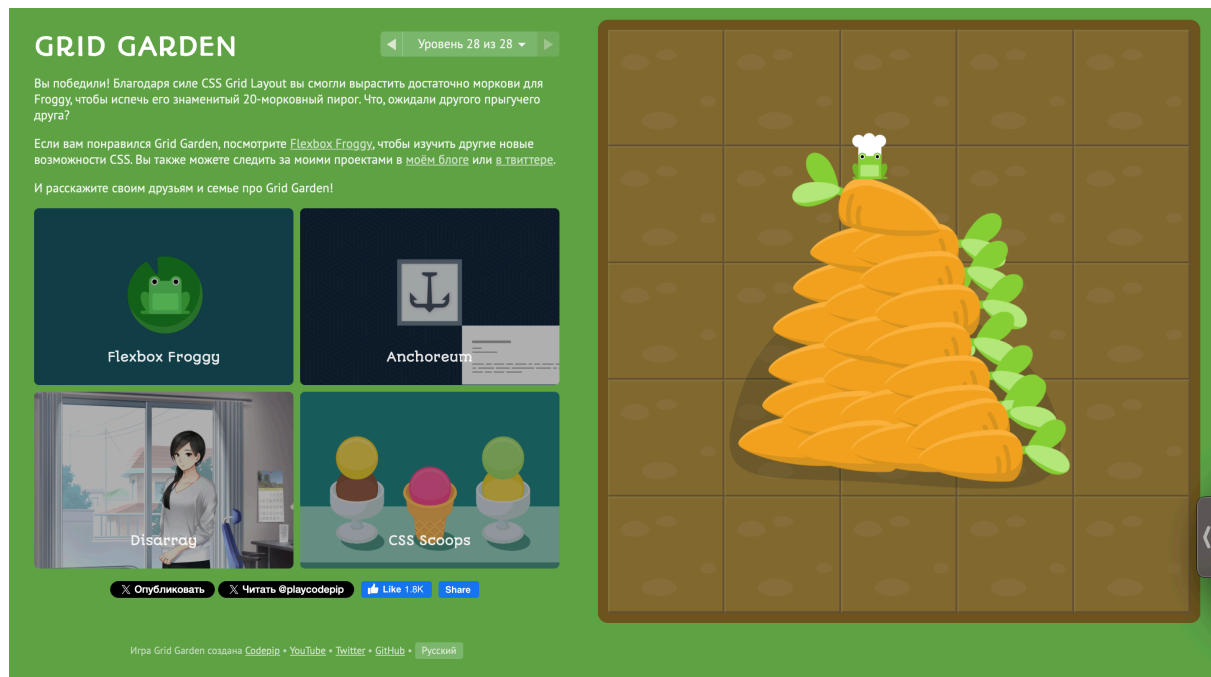 GRID GARDEN
Уровень 28 из 28
Вы победили! Благодаря силе CSS Grid Layout вы смогли вырастить достаточно моркови для
Froggy, чтобы испечь его знаменитый 20-морковный пирог. Что, ожидали другого прыгучего
друга?
Если вам понравился Grid Garden, посмотрите Flexbox Froggy, чтобы изучить другие новые
возможности CSS. Вы также можете следить за моими проектами в моём блоге или в твиттере.
И расскажите своим друзьям и семье про Grid Garden!
Flexbox Froggy
Anchoreum
Disarray
CSS Scoops
Опубликовать
Читать @playcodepip
Like 1.8K
Share
Игра Grid Garden создана Codepip • YouTube • Twitter • GitHub • Русский